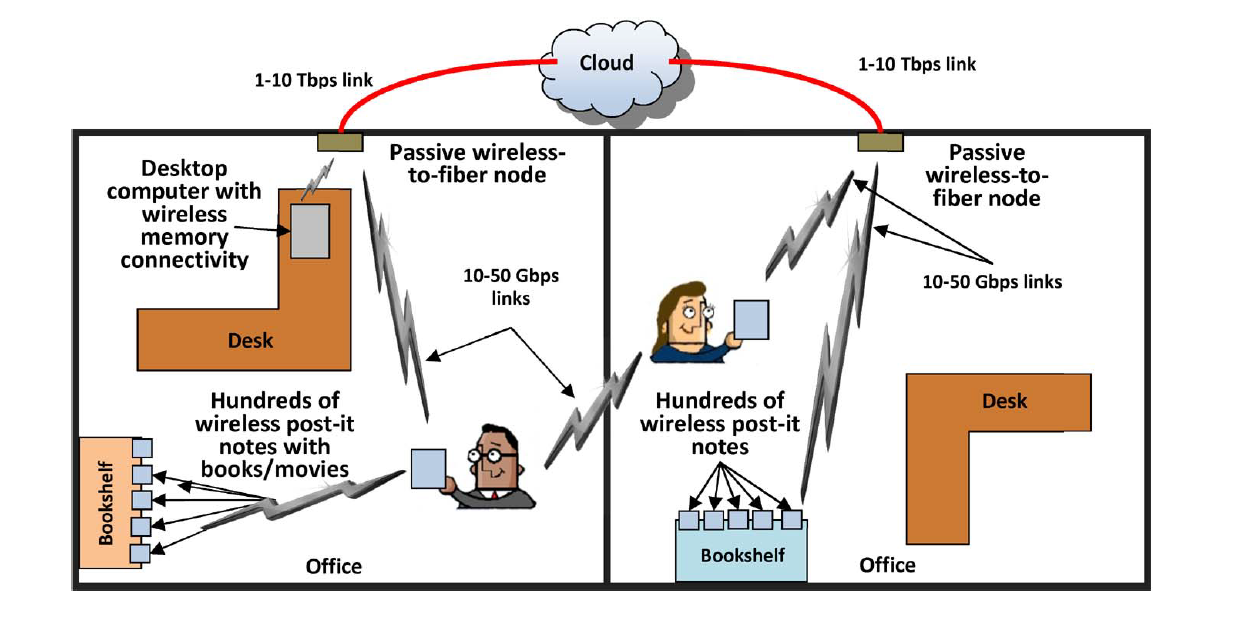 Cloud
1-10 Tbps link
1-10 Tbps link
Passive wireless-
to-fiber node
Desktop
computer with
wireless
memory
connectivity
10-50 Gbps
links
Desk
Hundreds of
wireless post-it
notes with
books/movies
Bookshelf
Office
Passive
wireless-to-
fiber node
10-50 Gbps links
Hundreds of
wireless post-it
notes
Desk
Bookshelf
Office